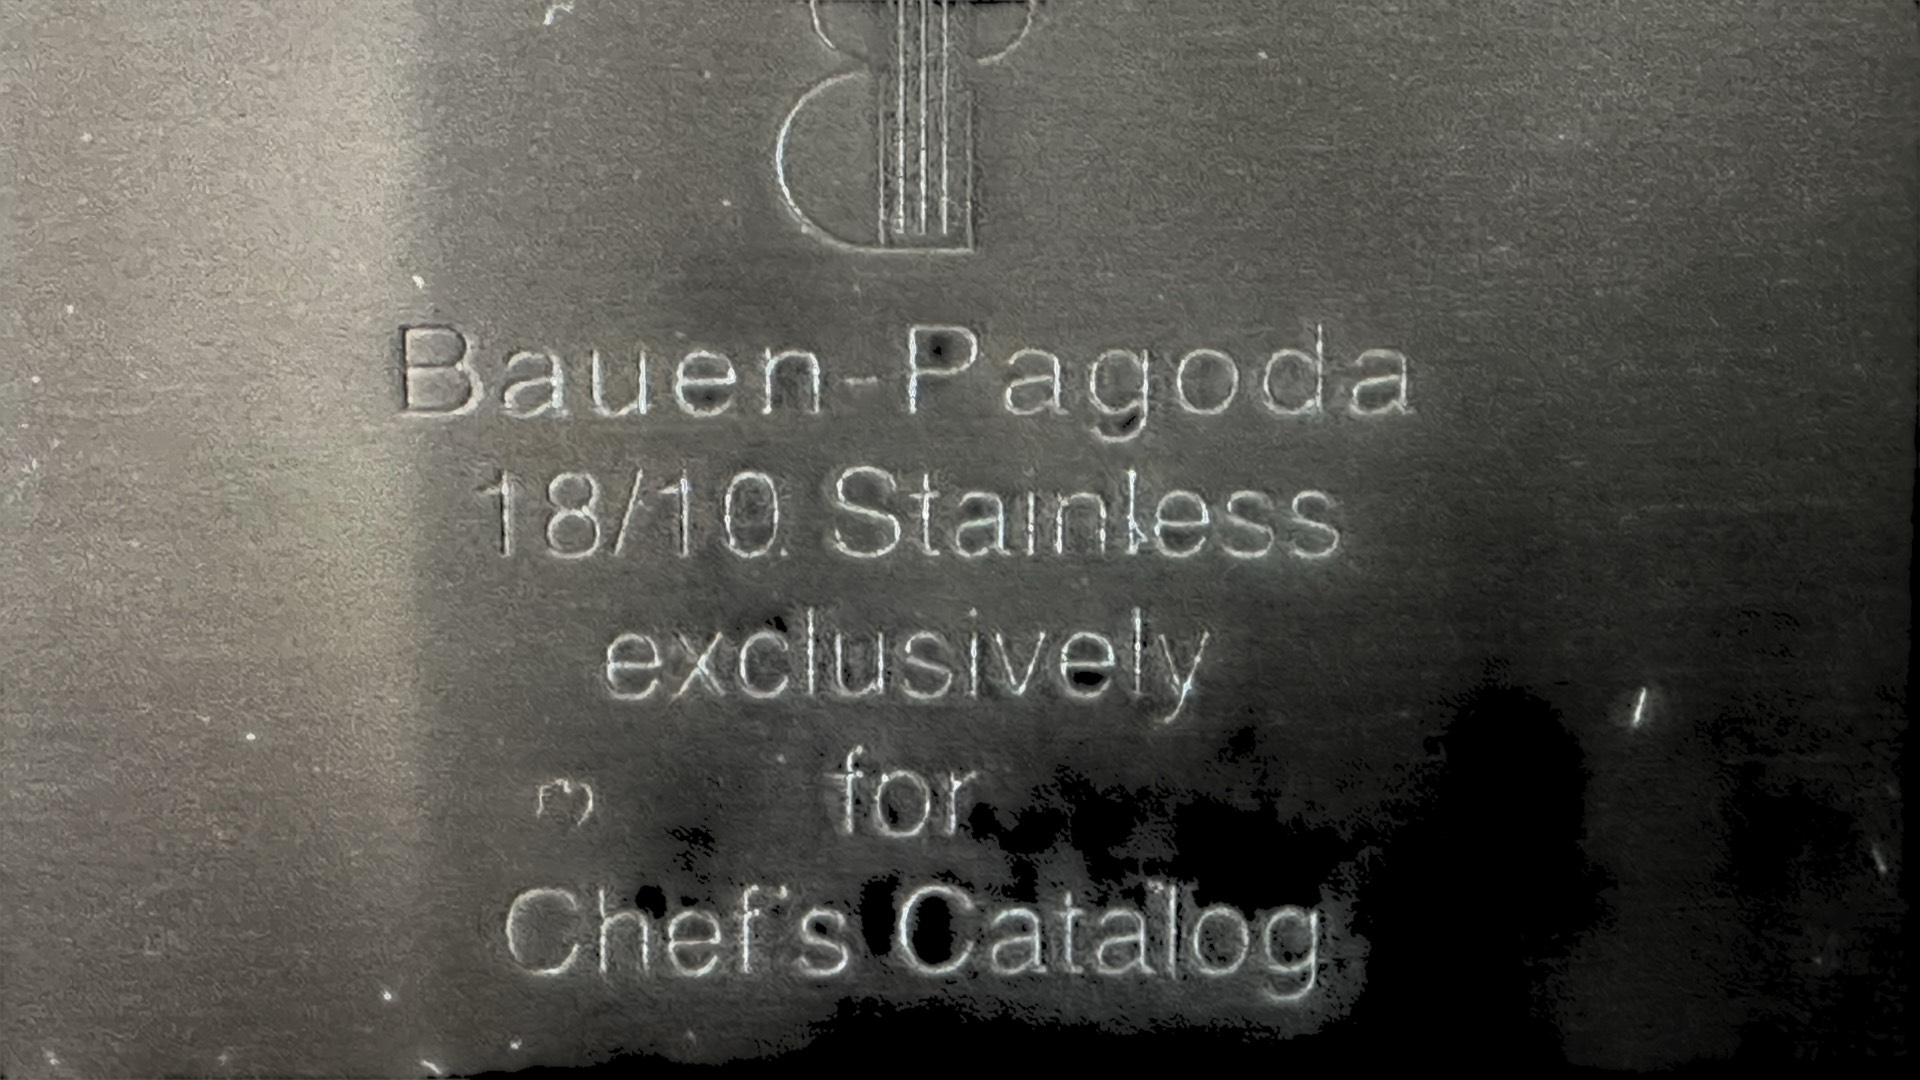 Bauen-Pagoda
18/10 Stainless
exclusively
for
Chef's Catalog